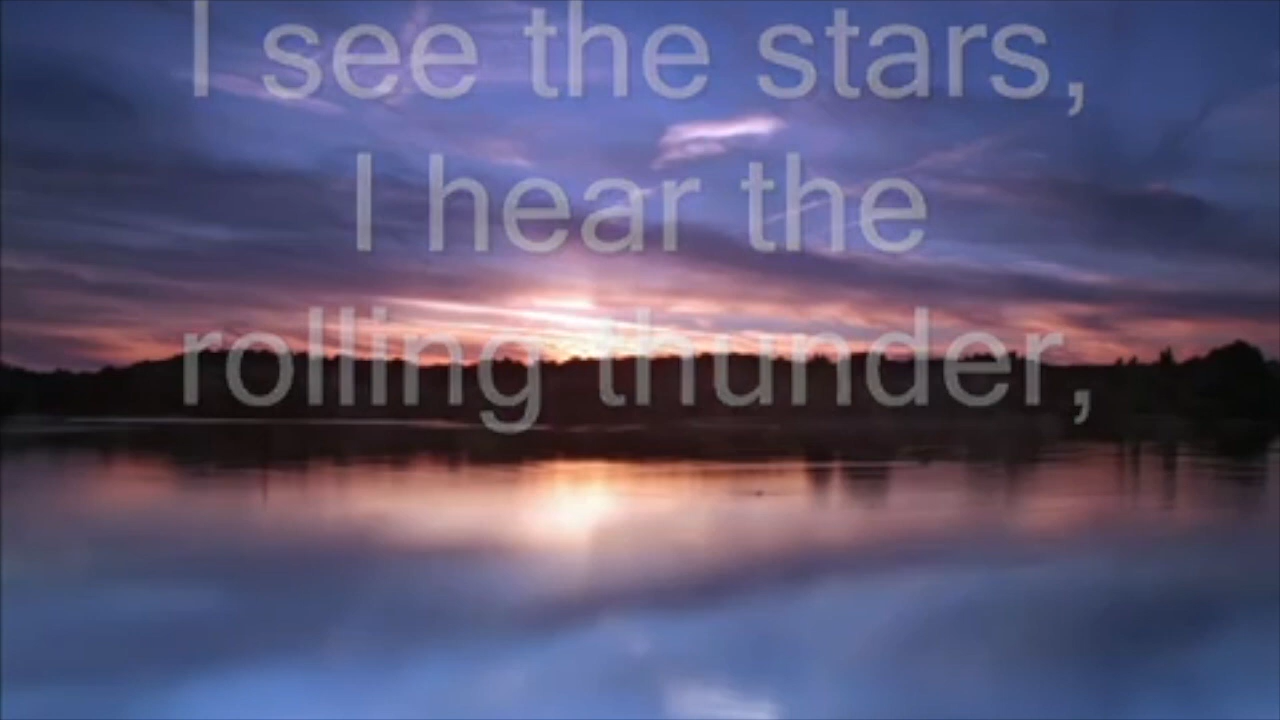 I see the stars,
I hear the
rolling thunder,